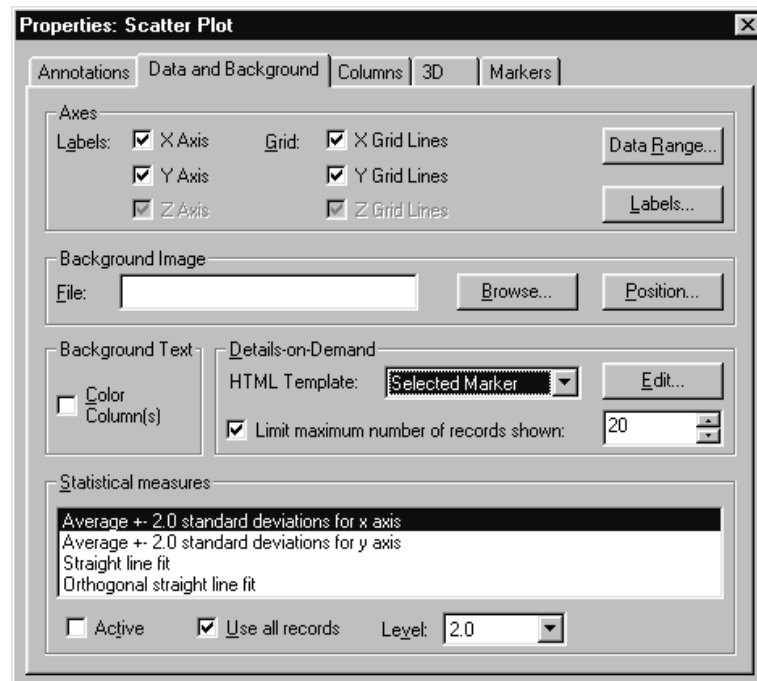 Properties: Scatter Plot
Annotations Data and Background Columns 3D Markers
Axes
Labels: X Axis Grid: X Grid Lines Data Range...
Y Axis Y Grid Lines
Z Axis Z Grid Lines Labels...
Background Image
File: Browse... Position...
Background Text Details-on-Demand
HTML Template: Selected Marker Edit...
Color
Column(s)
Limit maximum number of records shown: 20
Statistical measures
Average +- 2.0 standard deviations for x axis
Average +- 2.0 standard deviations for y axis
Straight line fit
Orthogonal straight line fit
Active Use all records Level: 2.0